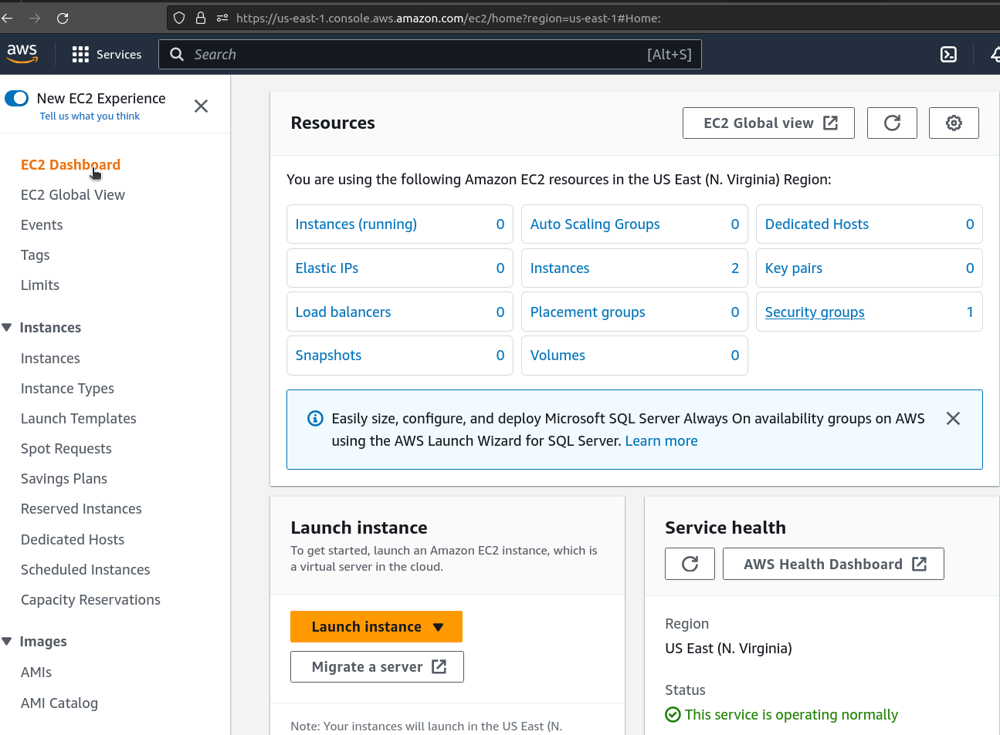 https://us-east-1.console.aws.amazon.com/ec2/home?region=us-east-1#Home:
aws
Services
Search
[Alt+S]
New EC2 Experience
Tell us what you think
EC2 Dashboard
EC2 Global View
Events
Tags
Limits
Instances
Instances
Instance Types
Launch Templates
Spot Requests
Savings Plans
Reserved Instances
Dedicated Hosts
Scheduled Instances
Capacity Reservations
Images
AMIs
AMI Catalog
Resources
EC2 Global view
You are using the following Amazon EC2 resources in the US East (N. Virginia) Region:
Instances (running) 0
Auto Scaling Groups 0
Dedicated Hosts 0
Elastic IPs 0
Instances 2
Key pairs 0
Load balancers 0
Placement groups 0
Security groups 1
Snapshots 0
Volumes 0
Easily size, configure, and deploy Microsoft SQL Server Always On availability groups on AWS
using the AWS Launch Wizard for SQL Server. Learn more
Launch instance
To get started, launch an Amazon EC2 instance, which is
a virtual server in the cloud.
Launch instance
Migrate a server
Note: Your instances will launch in the US East (N.
Service health
AWS Health Dashboard
Region
US East (N. Virginia)
Status
This service is operating normally